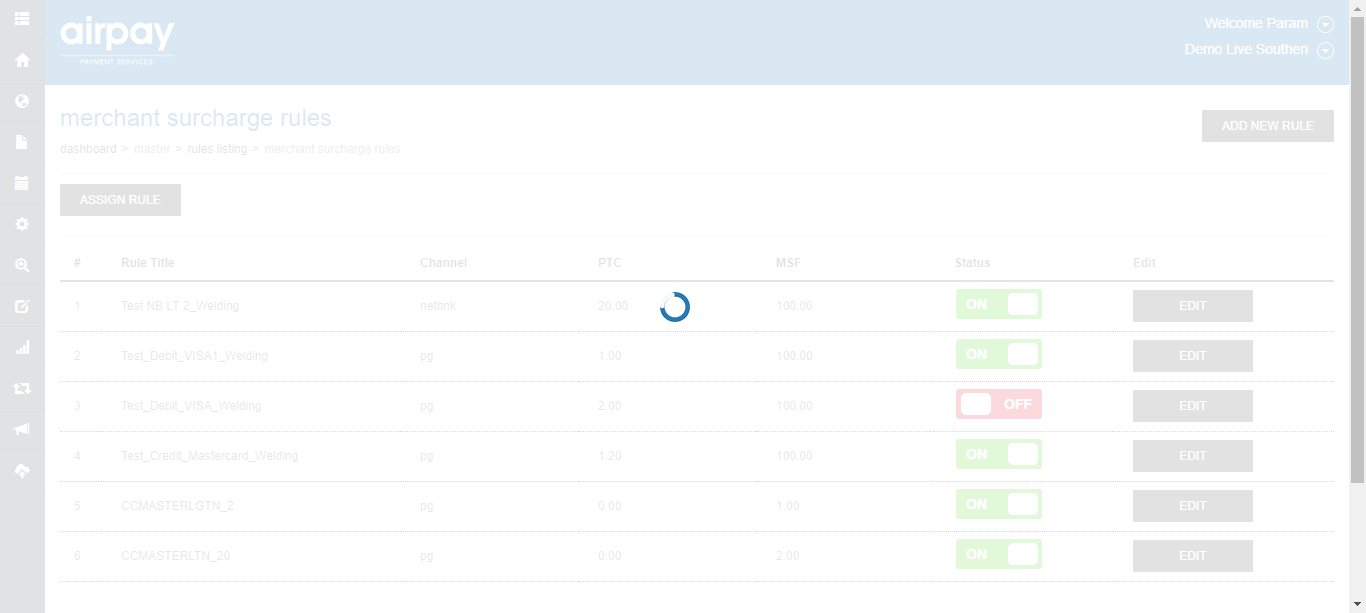 airpay
PAYMENT SERVICES
Welcome Param
Demo Live Southen
merchant surcharge rules
ADD NEW RULE
dashboard > master > rules listing > merchant surcharge rules
ASSIGN RULE
# Rule Title Channel PTC MSF Status Edit
1 Test NB LT 2_Welding netbnk 20.00 100.00 ON EDIT
2 Test_Debit_VISA1_Welding pg 1.00 100.00 ON EDIT
3 Test_Debit_VISA_Welding pg 2.00 100.00 OFF EDIT
4 Test_Credit_Mastercard_Welding pg 1.20 100.00 ON EDIT
5 CCMASTERLGTN_2 pg 0.00 1.00 ON EDIT
6 CCMASTERLTN_20 pg 0.00 2.00 ON EDIT